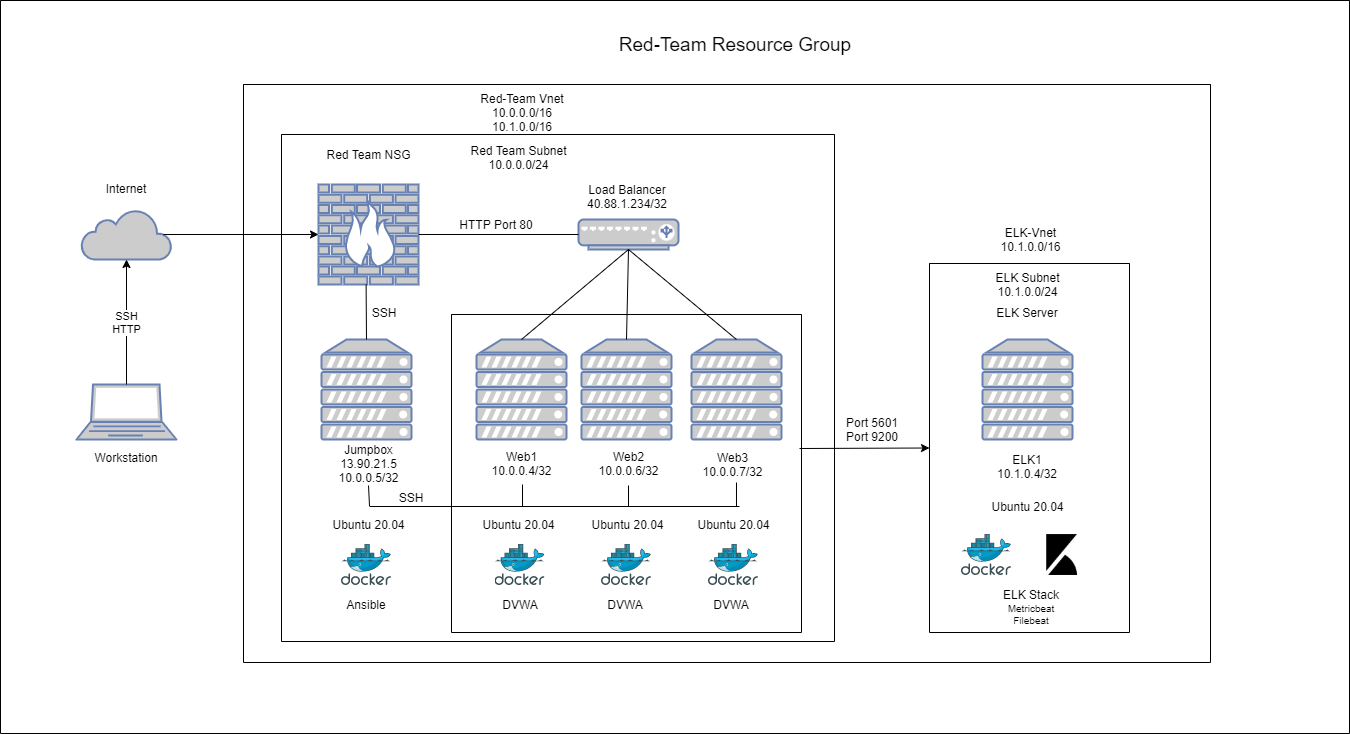 Red-Team Resource Group
Red-Team Vnet
10.0.0.0/16
10.1.0.0/16
Red Team NSG
Red Team Subnet
10.0.0.0/24
Internet
Load Balancer
40.88.1.234/32
HTTP Port 80
ELK-Vnet
10.1.0.0/16
ELK Subnet
10.1.0.0/24
ELK Server
SSH
HTTP
SSH
Workstation
Jumpbox
13.90.21.5
10.0.0.5/32
Web1
10.0.0.4/32
Web2
10.0.0.6/32
Web3
10.0.0.7/32
Port 5601
Port 9200
ELK1
10.1.0.4/32
SSH
Ubuntu 20.04
Ubuntu 20.04
Ubuntu 20.04
Ubuntu 20.04
Ubuntu 20.04
docker
docker
docker
docker
docker
Ansible
DVWA
DVWA
DVWA
ELK Stack
Metricbeat
Filebeat